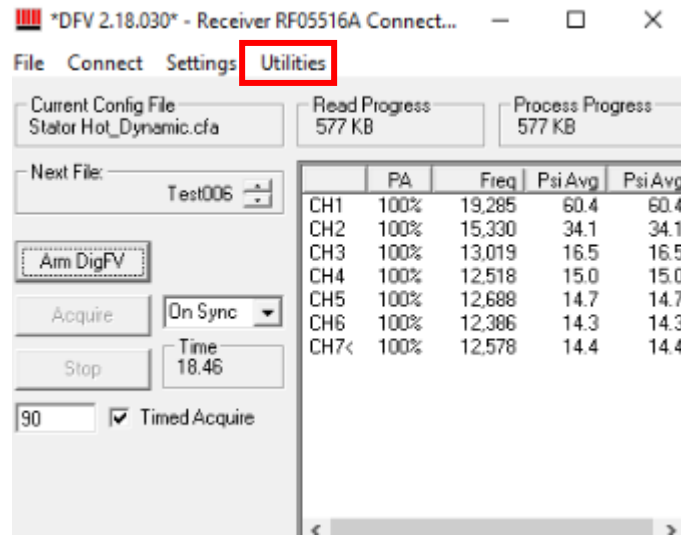 *DFV 2.18.030* - Receiver RF05516A Connect...
File Connect Settings Utilities
Current Config File
Stator Hot_Dynamic.cfa
Read Progress
577 KB
Process Progress
577 KB
Next File:
Test006
PA Freq Psi Avg Psi Avg
CH1 100% 19,285 60.4 60.4
CH2 100% 15,330 34.1 34.1
CH3 100% 13,019 16.5 16.5
CH4 100% 12,518 15.0 15.0
CH5 100% 12,688 14.7 14.7
CH6 100% 12,386 14.3 14.3
CH7< 100% 12,578 14.4 14.4
Arm DigFV
Acquire
On Sync
Stop
Time
18.46
90
Timed Acquire